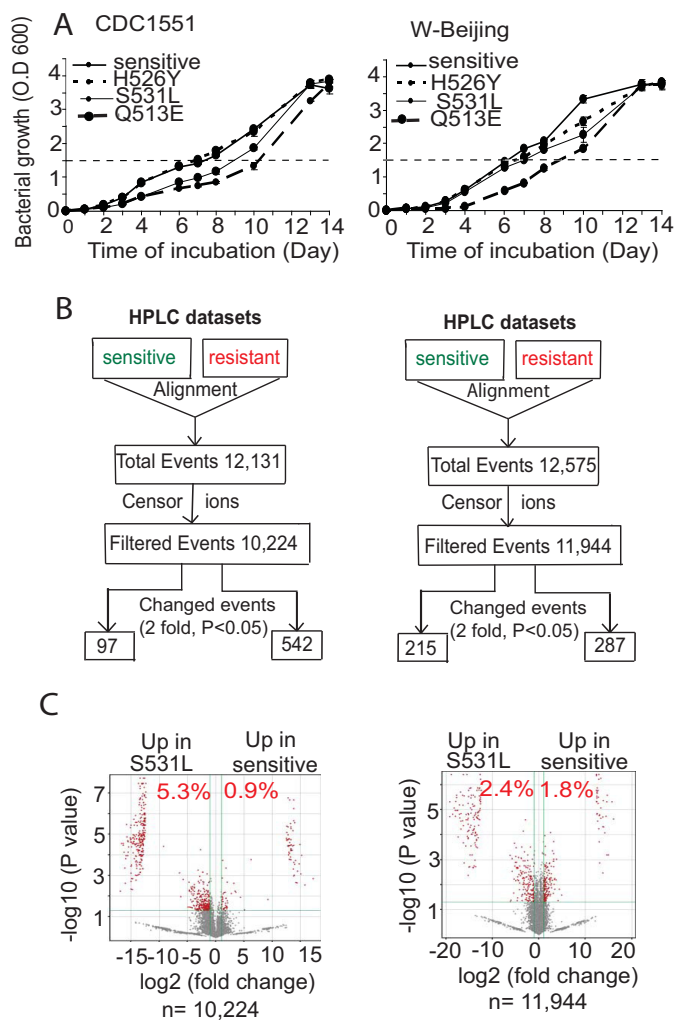 A
CDC1551
sensitive
H526Y
S531L
Q513E
Bacterial growth (O.D 600)
4
3
2
1
0
0 2 4 6 8 10 12 14
Time of incubation (Day)
W-Beijing
sensitive
H526Y
S531L
Q513E
4
3
2
1
0
0 2 4 6 8 10 12 14
Time of incubation (Day)
B
HPLC datasets
sensitive
resistant
Alignment
Total Events 12,131
Censor ions
Filtered Events 10,224
Changed events
(2 fold, P<0.05)
97
542
HPLC datasets
sensitive
resistant
Alignment
Total Events 12,575
Censor ions
Filtered Events 11,944
Changed events
(2 fold, P<0.05)
215
287
C
Up in
S531L
Up in
sensitive
5.3%
0.9%
-log10 (P value)
7
5
3
1
-15 -10 -5 0 5 10 15
log2 (fold change)
n= 10,224
Up in
S531L
Up in
sensitive
2.4%
1.8%
-log10 (P value)
5
3
1
-20 -10 0 10 20
log2 (fold change)
n= 11,944